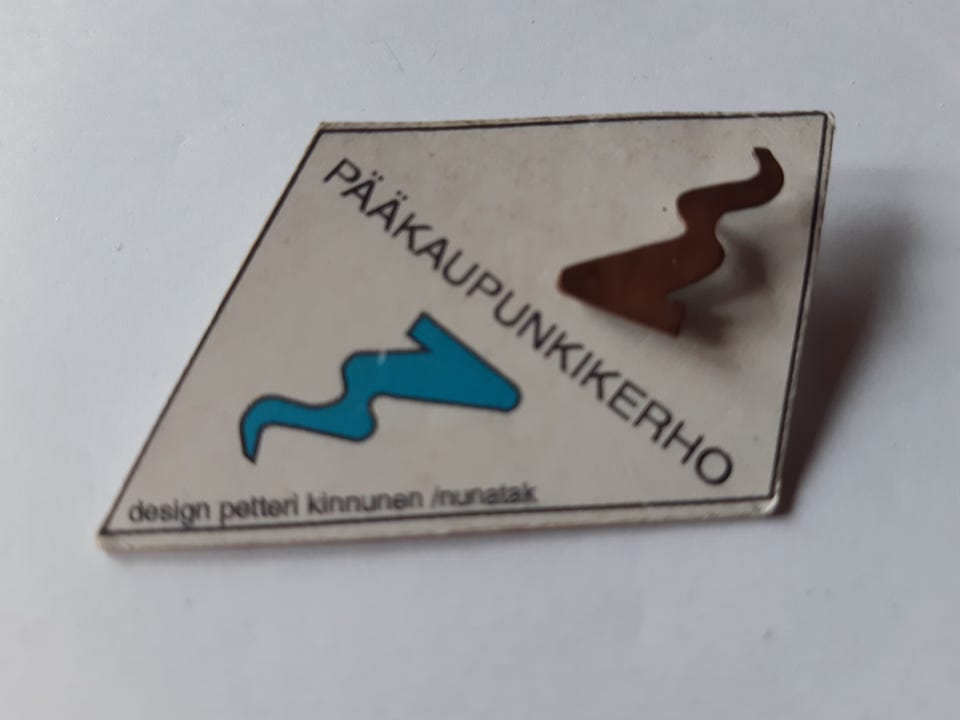 PÄÄKAUPUNKIKERHO
design petteri kinnunen /nunatak